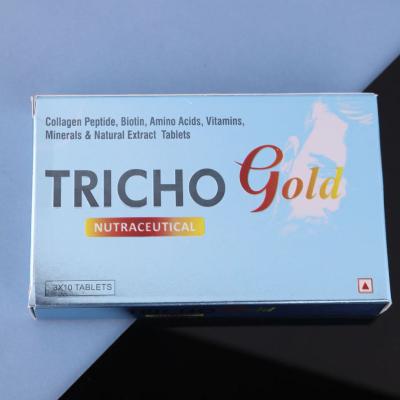 Collagen Peptide, Biotin, Amino Acids, Vitamins,
Minerals & Natural Extract Tablets
TRICHO Gold
NUTRACEUTICAL
3X10 TABLETS